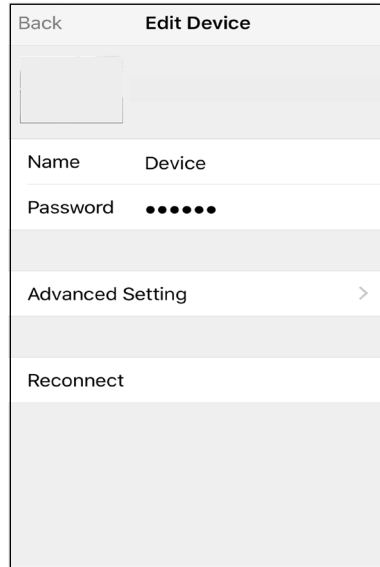 Back Edit Device
Name Device
Password ●●●●●●
Advanced Setting >
Reconnect